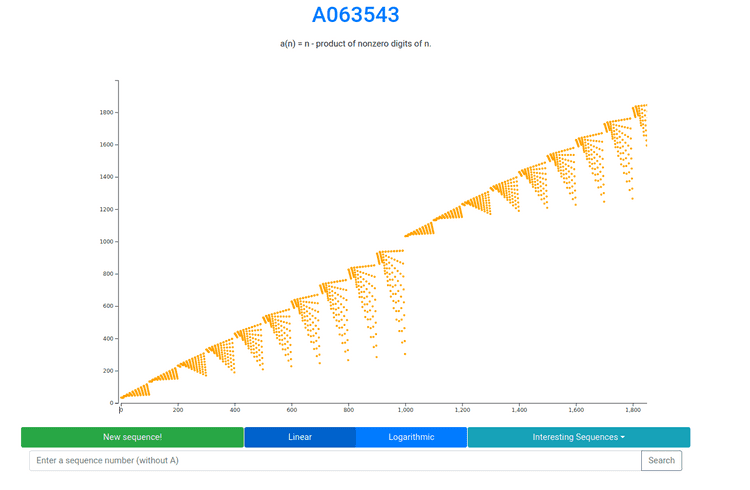 A063543
a(n) = n - product of nonzero digits of n.
1800
1600
1400
1200
1000
800
600
400
200
0
0 200 400 600 800 1,000 1,200 1,400 1,600 1,800
New sequence! Linear Logarithmic Interesting Sequences
Enter a sequence number (without A) Search